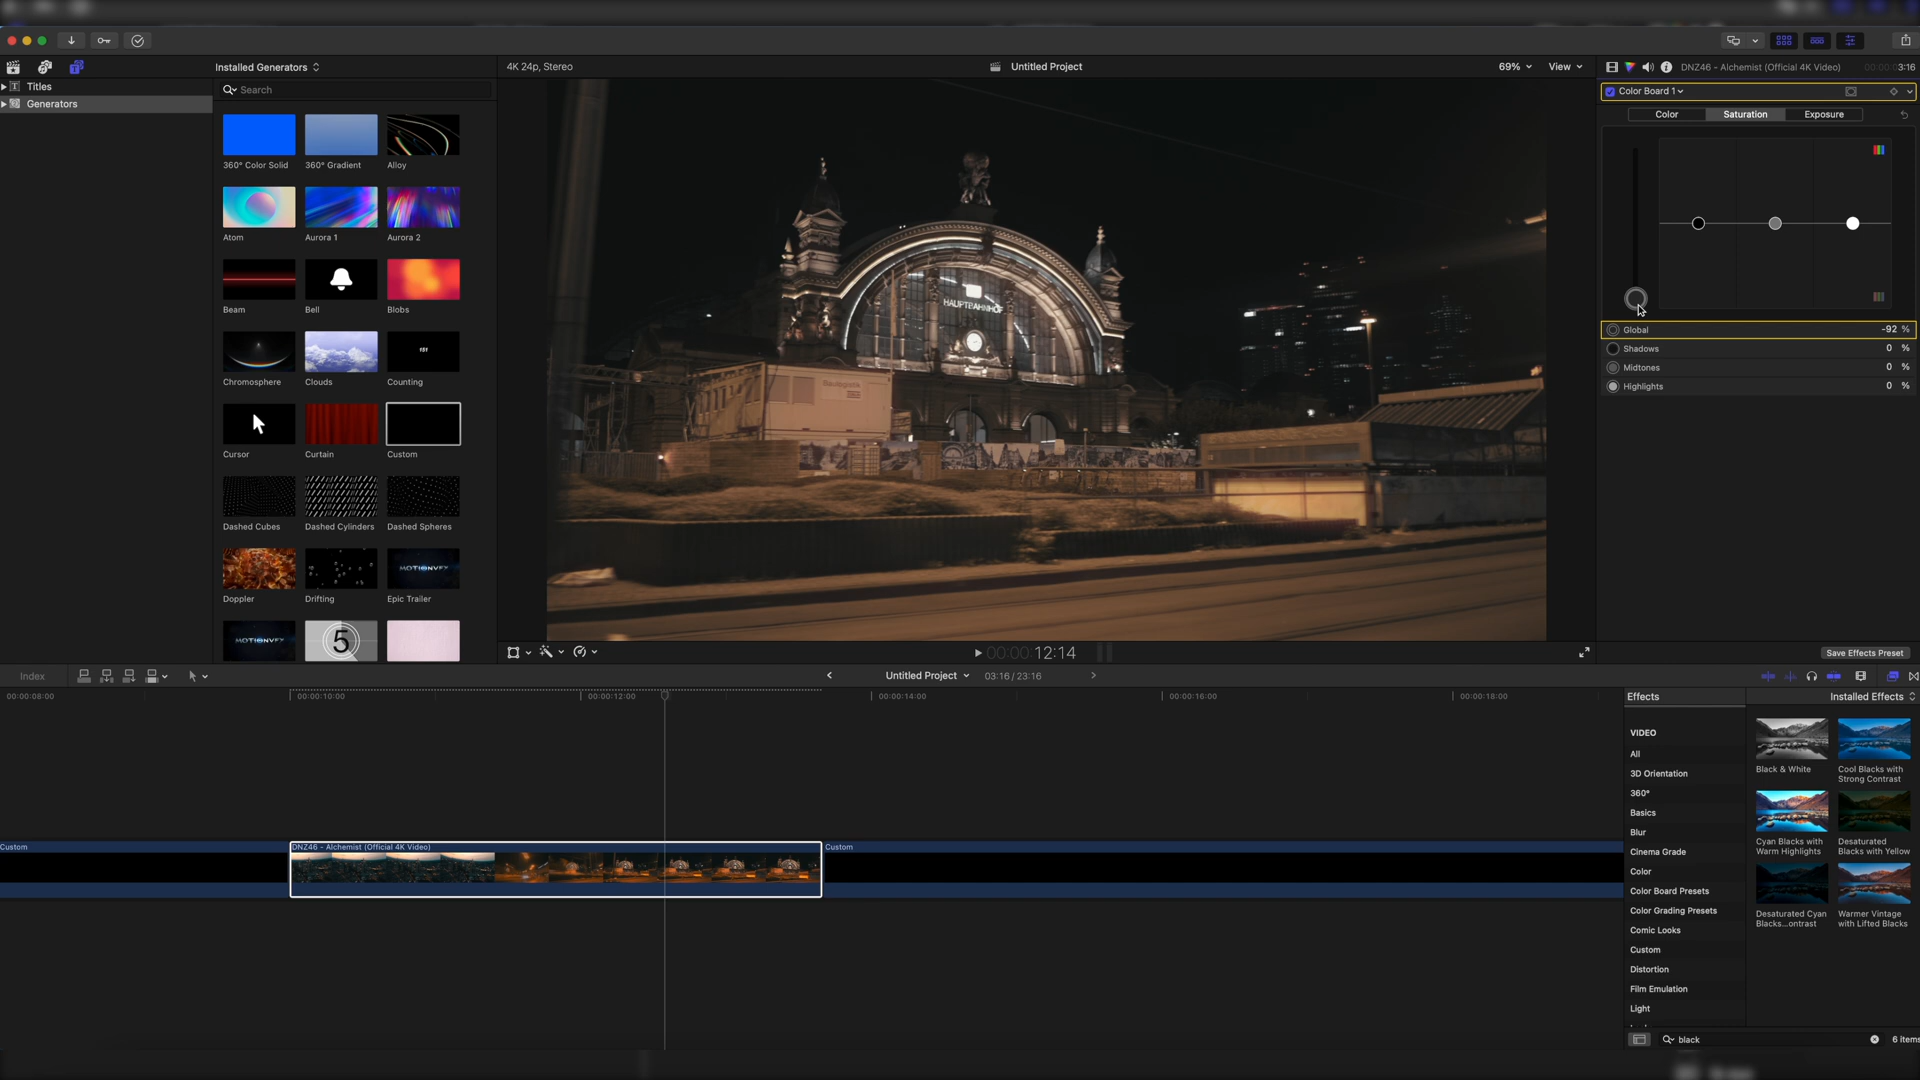 Installed Generators
4K 24p, Stereo
Untitled Project
69%
View
DNZ46 - Alchemist (Official 4K Video)
3:16
Titles
Generators
Search
Color Board 1
Color
Saturation
Exposure
360° Color Solid
360° Gradient
Alloy
Atom
Aurora 1
Aurora 2
Beam
Bell
Blobs
Chromosphere
Clouds
151
Counting
Cursor
Curtain
Custom
Dashed Cubes
Dashed Cylinders
Dashed Spheres
MOTIONVFX
Doppler
Drifting
Epic Trailer
MOTIONVFX
5
HAUPTBAHNHOF
Global
-92 %
Shadows
0 %
Midtones
0 %
Highlights
0 %
00:00:12:14
Save Effects Preset
Index
Untitled Project
03:16 / 23:16
00:00:08:00
00:00:10:00
00:00:12:00
00:00:14:00
00:00:16:00
00:00:18:00
Custom
DNZ46 - Alchemist (Official 4K Video)
Custom
Effects
Installed Effects
VIDEO
All
3D Orientation
360°
Basics
Blur
Cinema Grade
Color
Color Board Presets
Color Grading Presets
Comic Looks
Custom
Distortion
Film Emulation
Light
Black & White
Cool Blacks with
Strong Contrast
Cyan Blacks with
Warm Highlights
Desaturated
Blacks with Yellow
Desaturated Cyan
Blacks...ontrast
Warmer Vintage
with Lifted Blacks
black
6 items